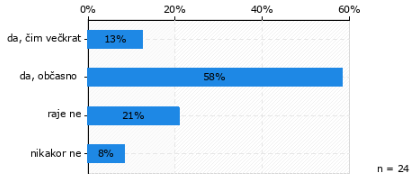 0% 20% 40% 60%
da, čim večkrat 13%
da, občasno 58%
raje ne 21%
nikakor ne 8%
n = 24